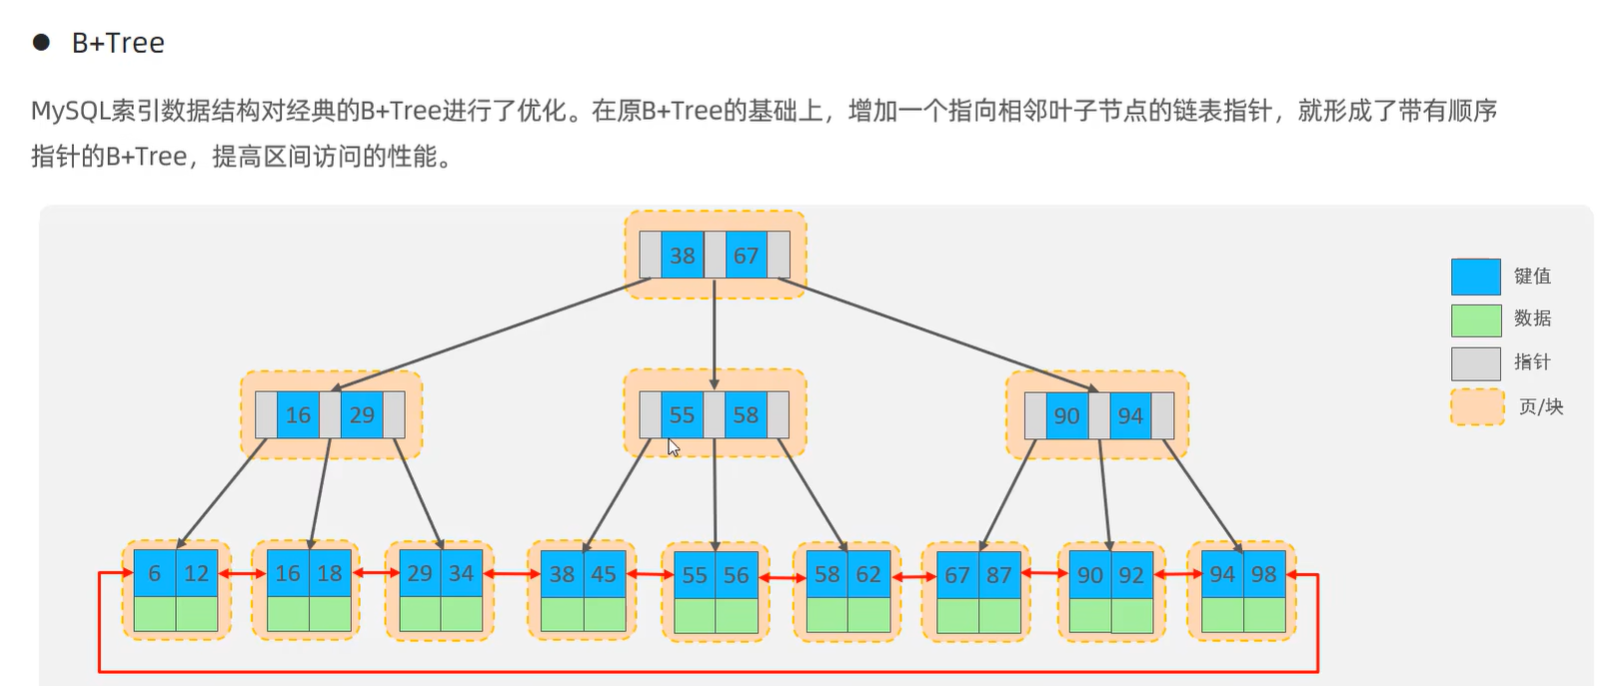 ● B+Tree
MySQL索引数据结构对经典的B+Tree进行了优化。在原B+Tree的基础上，增加一个指向相邻叶子节点的链表指针，就形成了带有顺序
指针的B+Tree，提高区间访问的性能。
38 67
键值
数据
指针
页/块
16 29 55 58 90 94
6 12 16 18 29 34 38 45 55 56 58 62 67 87 90 92 94 98